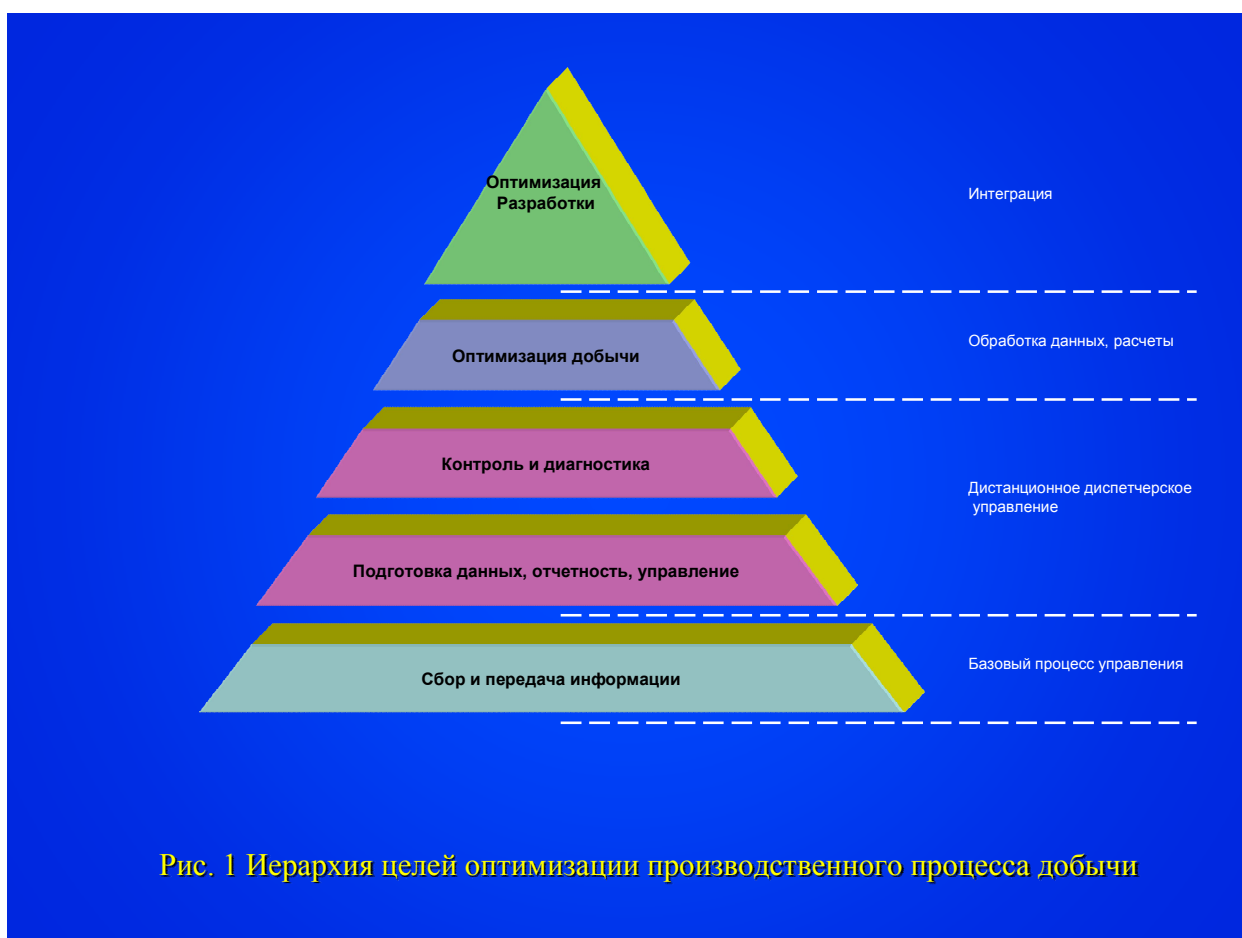 Оптимизация
Разработки
Интеграция
Оптимизация добычи
Обработка данных, расчеты
Контроль и диагностика
Дистанционное диспетчерское
управление
Подготовка данных, отчетность, управление
Сбор и передача информации
Базовый процесс управления
Рис. 1 Иерархия целей оптимизации производственного процесса добычи